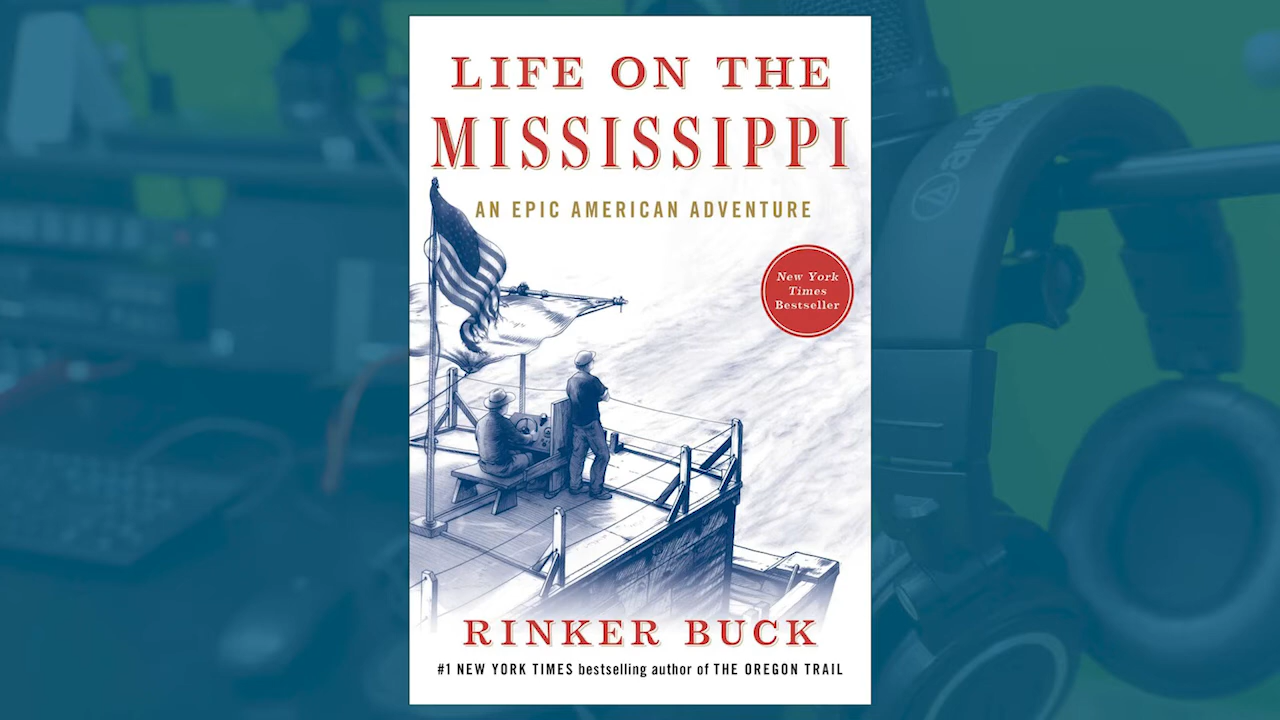 LIFE ON THE
MISSISSIPPI
AN EPIC AMERICAN ADVENTURE
New York
Times
Bestseller
RINKER BUCK
#1 NEW YORK TIMES bestselling author of THE OREGON TRAIL